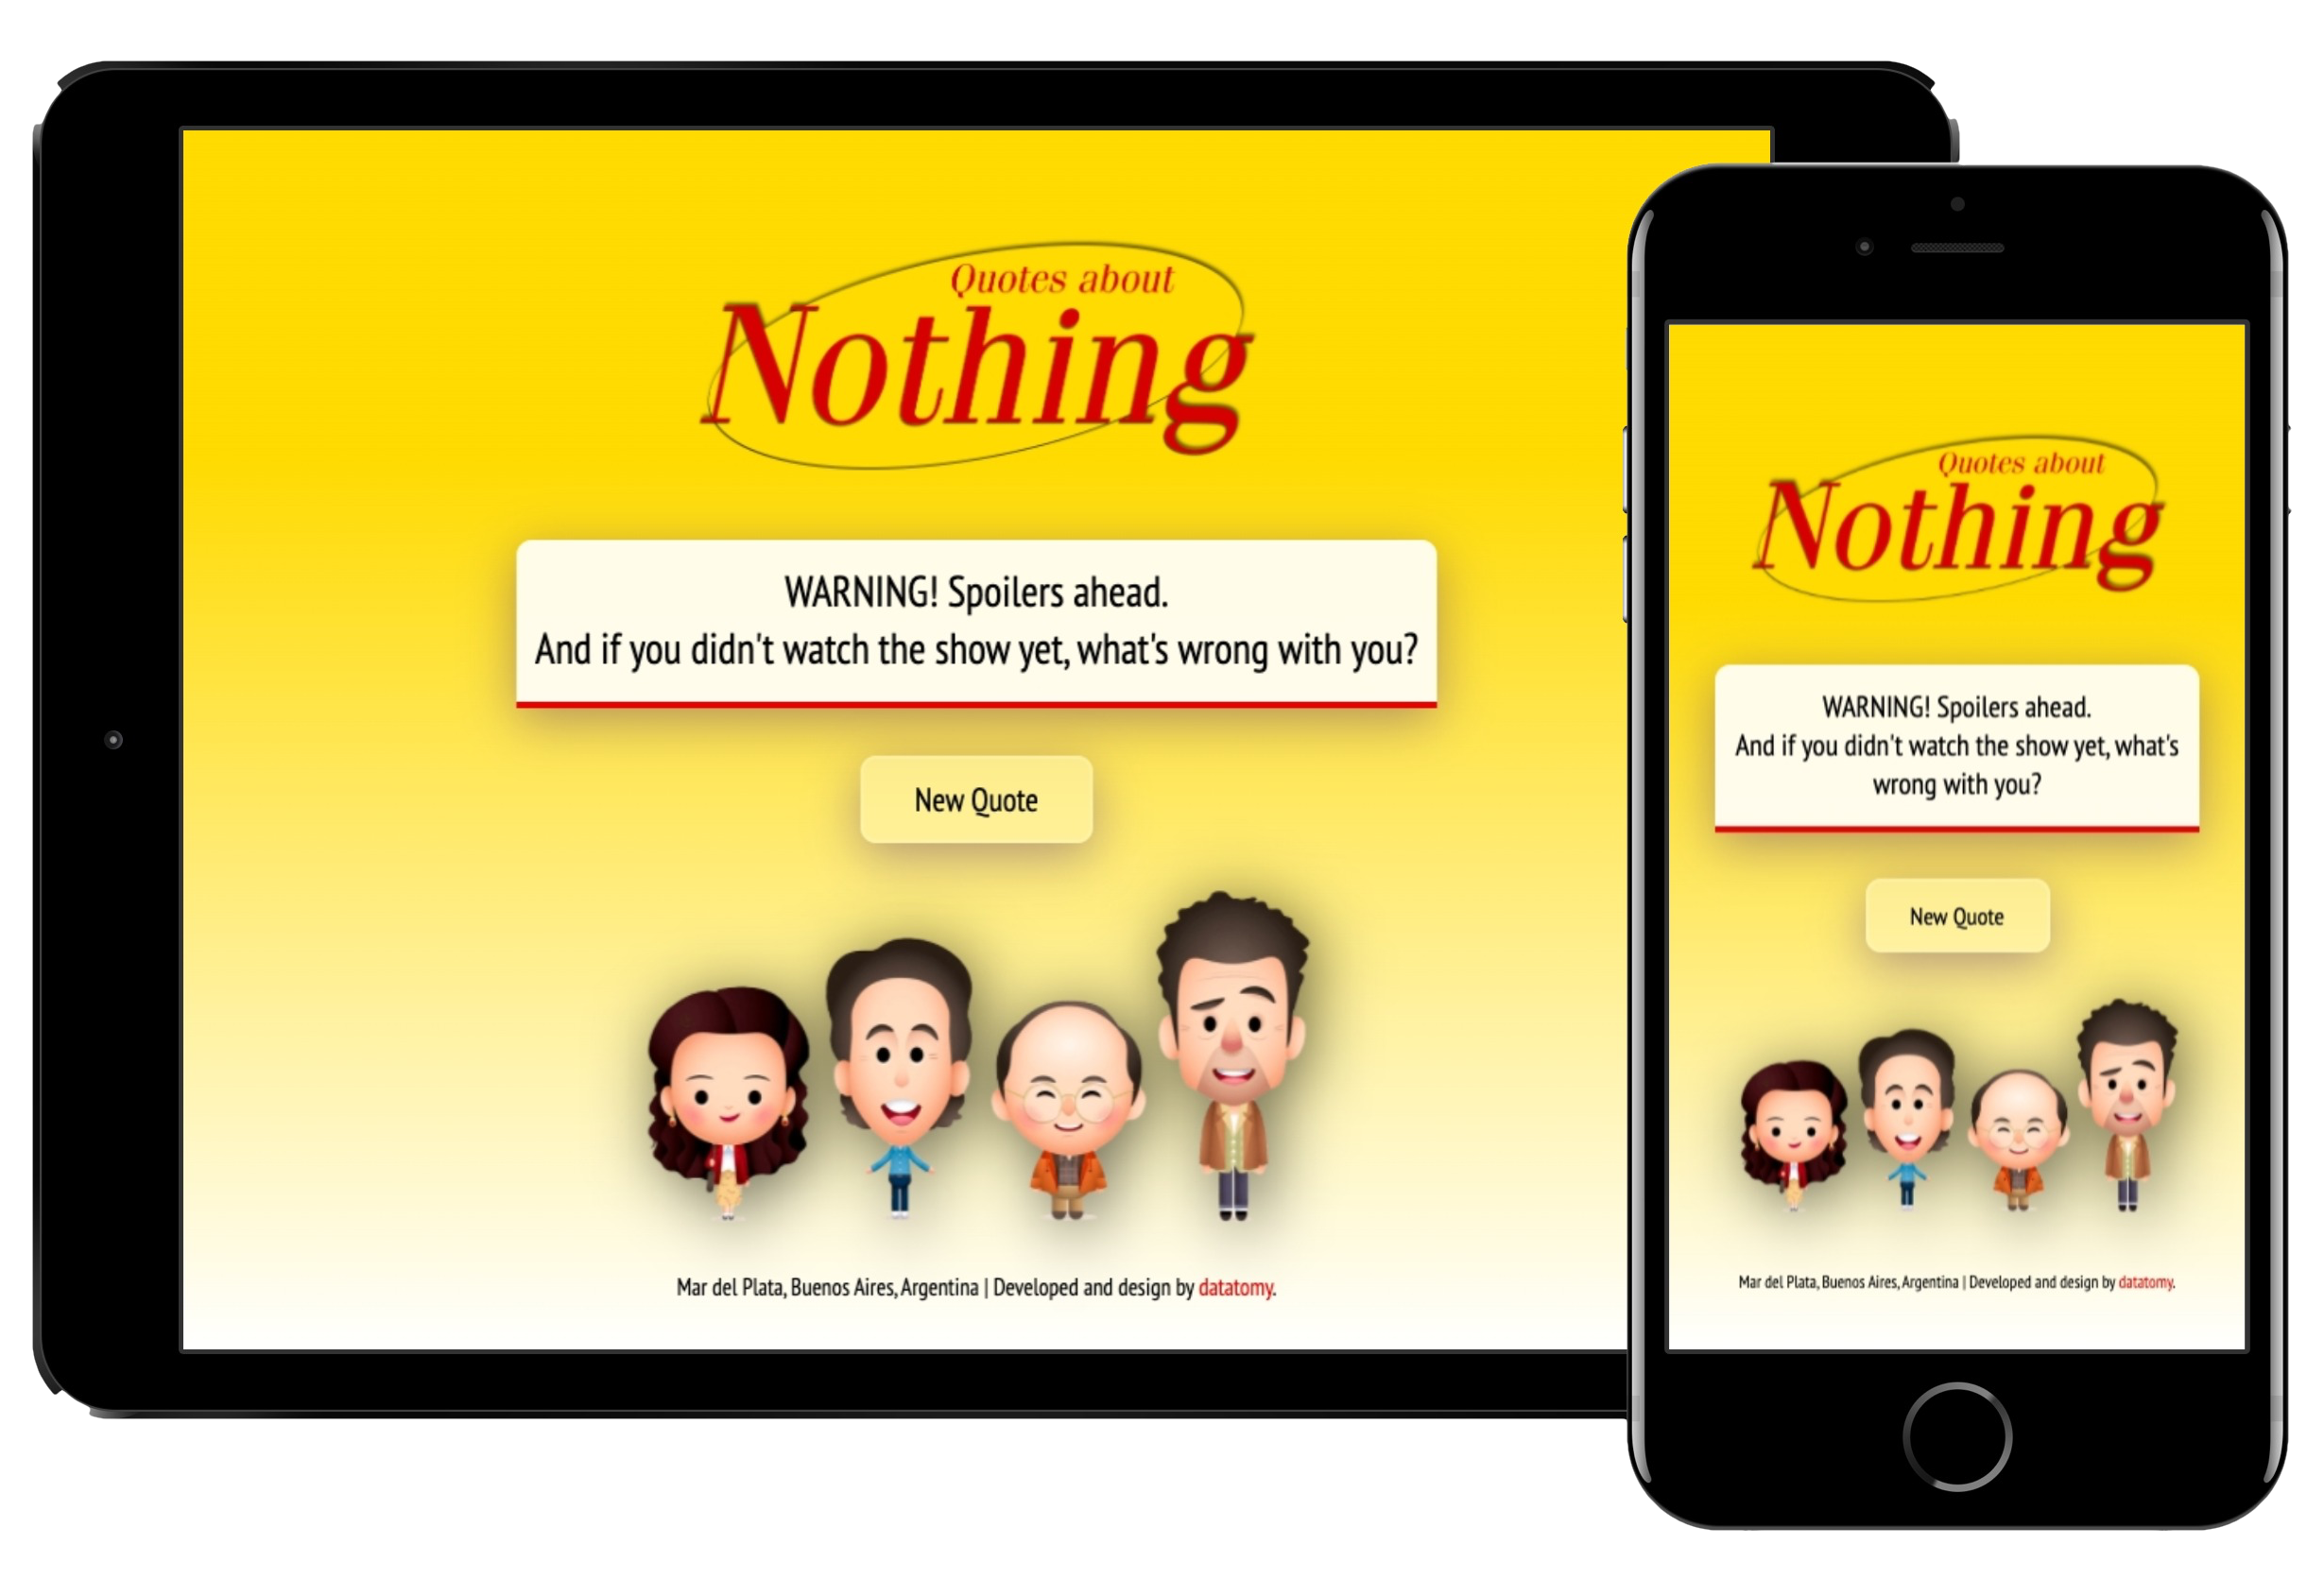 Quotes about
Nothing
WARNING! Spoilers ahead.
And if you didn't watch the show yet, what's wrong with you?
New Quote
Mar del Plata, Buenos Aires, Argentina | Developed and design by datatomy.
Quotes about
Nothing
WARNING! Spoilers ahead.
And if you didn't watch the show yet, what's
wrong with you?
New Quote
Mar del Plata, Buenos Aires, Argentina | Developed and design by datatomy.